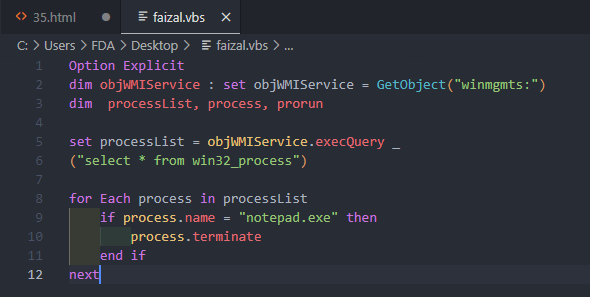 <> 35.html ● faizal.vbs ×
C: > Users > FDA > Desktop > faizal.vbs > ...
1 Option Explicit
2 dim objWMIService : set objWMIService = GetObject("winmgmts:")
3 dim  processList, process, prorun
4
5 set processList = objWMIService.execQuery _
6 ("select * from win32_process")
7
8 for Each process in processList
9     if process.name = "notepad.exe" then
10         process.terminate
11     end if
12 next